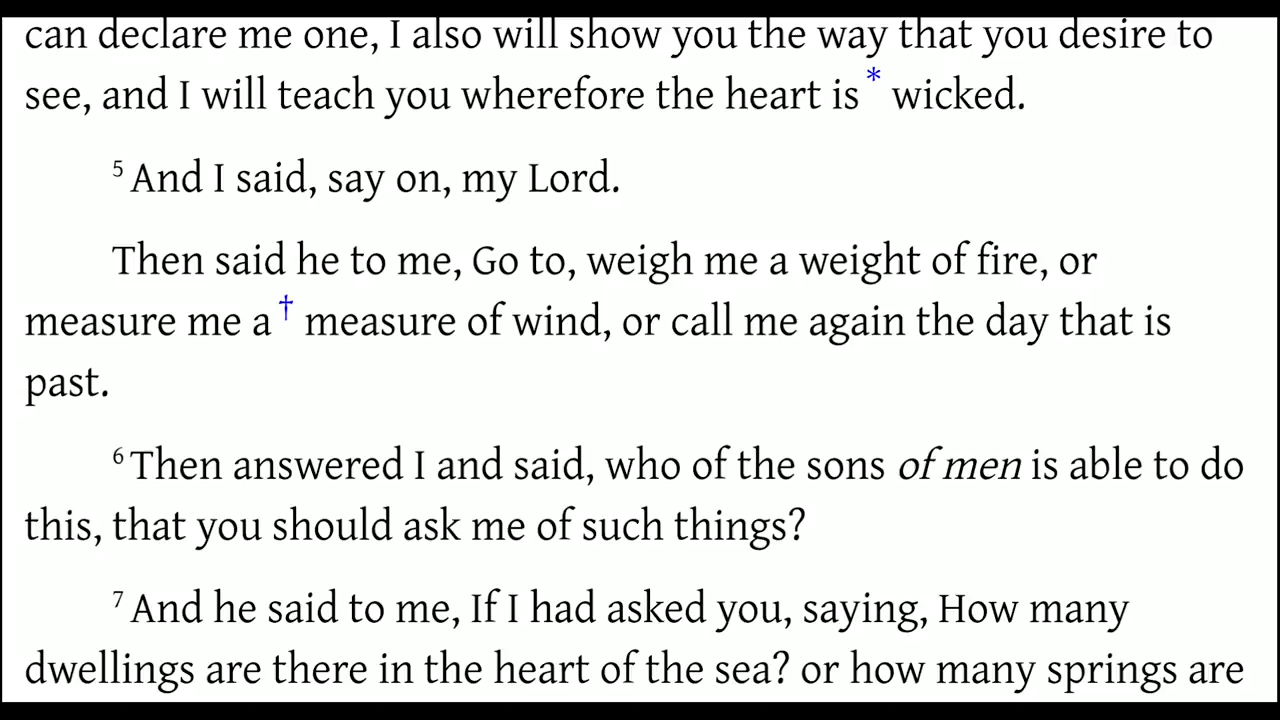 can declare me one, I also will show you the way that you desire to
see, and I will teach you wherefore the heart is * wicked.
5 And I said, say on, my Lord.
Then said he to me, Go to, weigh me a weight of fire, or
measure me a † measure of wind, or call me again the day that is
past.
6 Then answered I and said, who of the sons of men is able to do
this, that you should ask me of such things?
7 And he said to me, If I had asked you, saying, How many
dwellings are there in the heart of the sea? or how many springs are